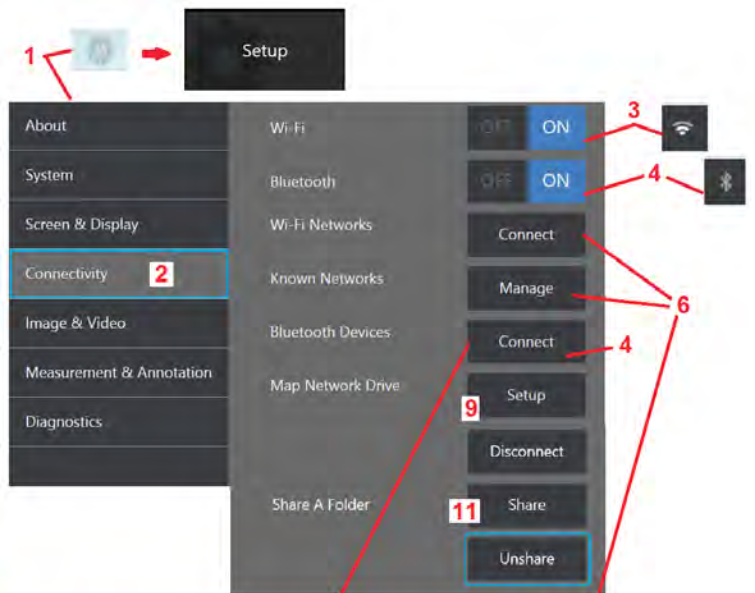 1
Setup
About
Wi-Fi
OFF
ON
3
System
Bluetooth
OFF
ON
4
Screen & Display
Wi-Fi Networks
Connect
Connectivity
2
Known Networks
Manage
6
Image & Video
Bluetooth Devices
Connect
4
Measurement & Annotation
Map Network Drive
Setup
9
Diagnostics
Disconnect
Share A Folder
11
Share
Unshare